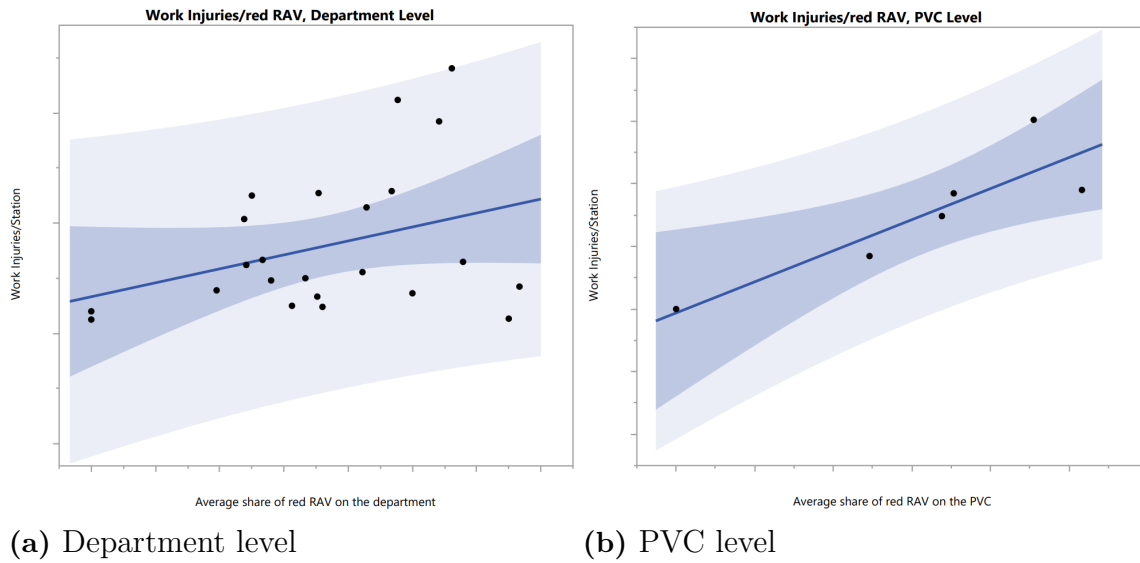 Work Injuries/red RAV, Department Level
Work Injuries/Station
Average share of red RAV on the department
(a) Department level
Work Injuries/red RAV, PVC Level
Work Injuries/Station
Average share of red RAV on the PVC
(b) PVC level